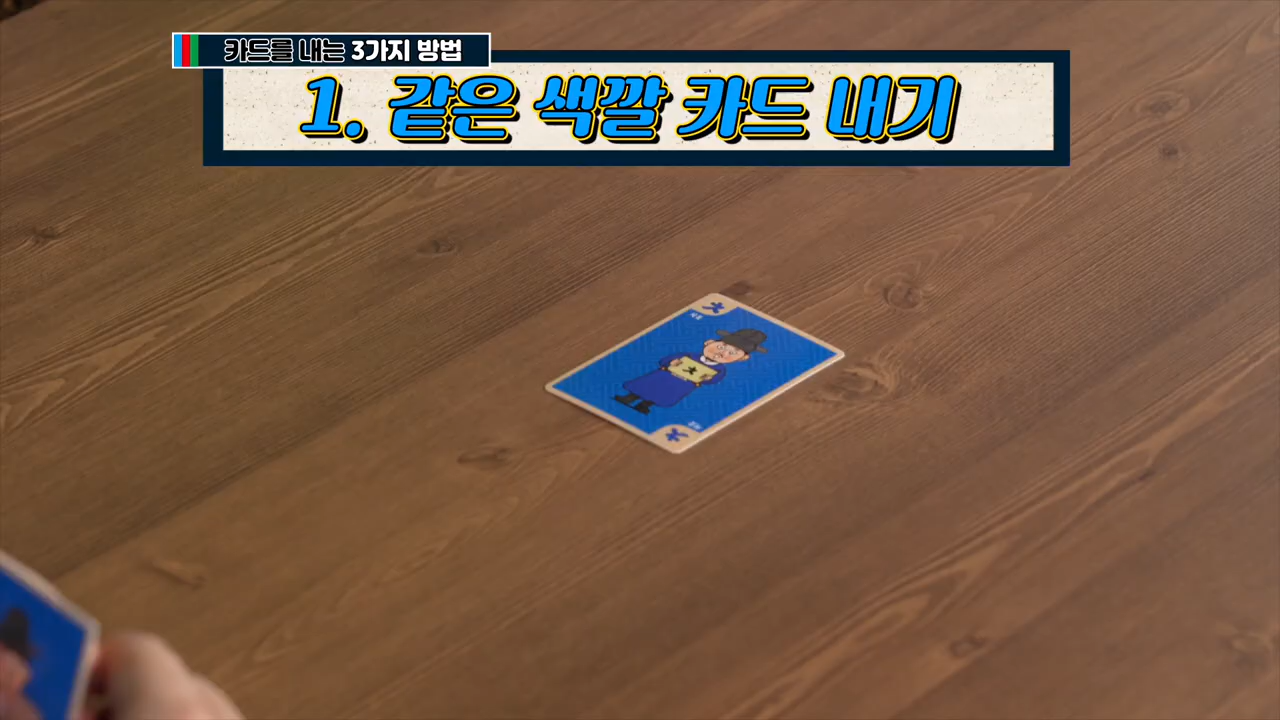 카드를 내는 3가지 방법
1. 같은 색깔 카드 내기